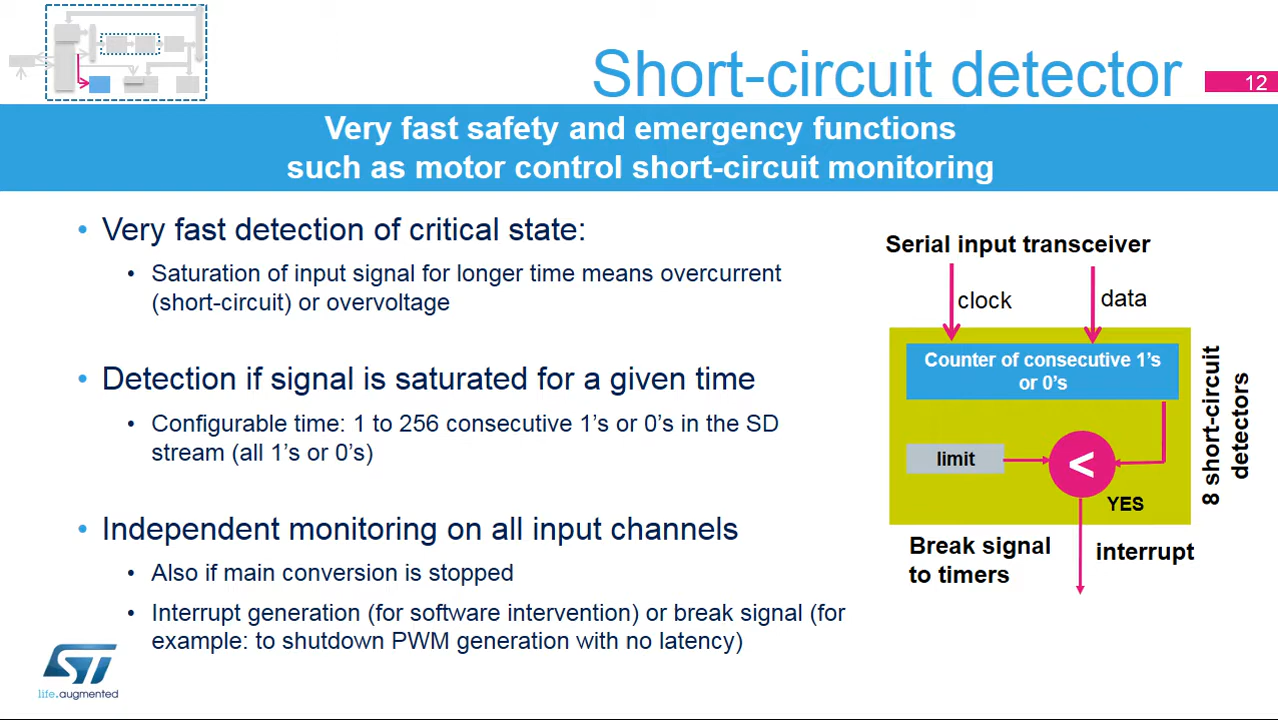 Short-circuit detector
12
Very fast safety and emergency functions
such as motor control short-circuit monitoring
• Very fast detection of critical state:
• Saturation of input signal for longer time means overcurrent
(short-circuit) or overvoltage
• Detection if signal is saturated for a given time
• Configurable time: 1 to 256 consecutive 1’s or 0’s in the SD
stream (all 1’s or 0’s)
• Independent monitoring on all input channels
• Also if main conversion is stopped
• Interrupt generation (for software intervention) or break signal (for
example: to shutdown PWM generation with no latency)
Serial input transceiver
clock
data
Counter of consecutive 1’s
or 0’s
limit
<
YES
8 short-circuit
detectors
Break signal
to timers
interrupt
ST
life.augmented